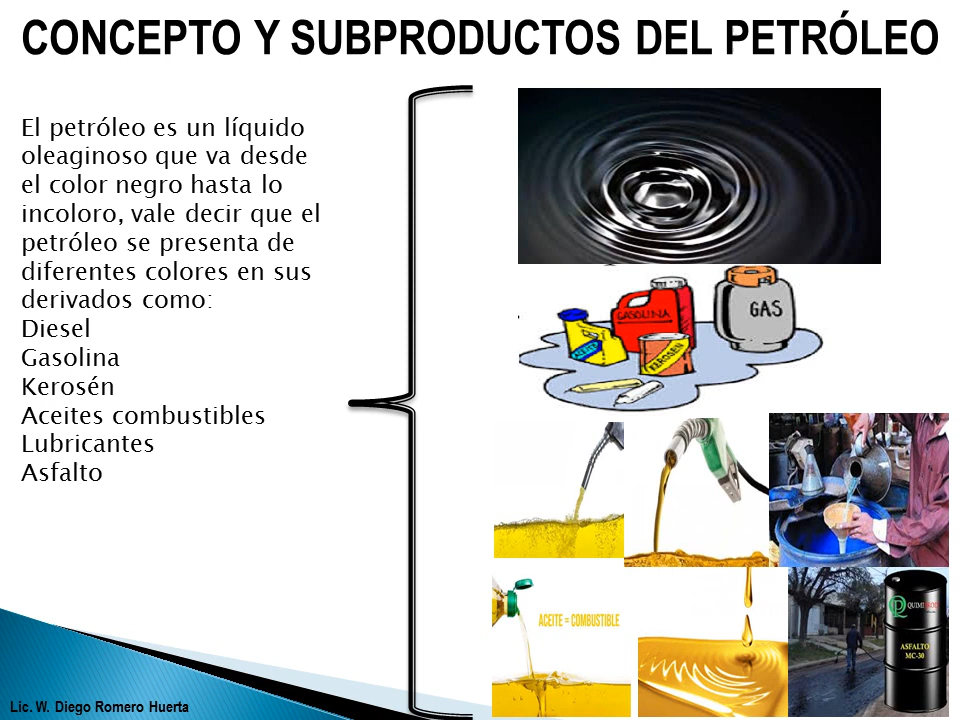 CONCEPTO Y SUBPRODUCTOS DEL PETRÓLEO
El petróleo es un líquido
oleaginoso que va desde
el color negro hasta lo
incoloro, vale decir que el
petróleo se presenta de
diferentes colores en sus
derivados como:
Diesel
Gasolina
Kerosén
Aceites combustibles
Lubricantes
Asfalto
GASOLINA
GAS
ACEITE
KEROSEN
ACEITE = COMBUSTIBLE
ASFALTO
MC-30
Lic. W. Diego Romero Huerta